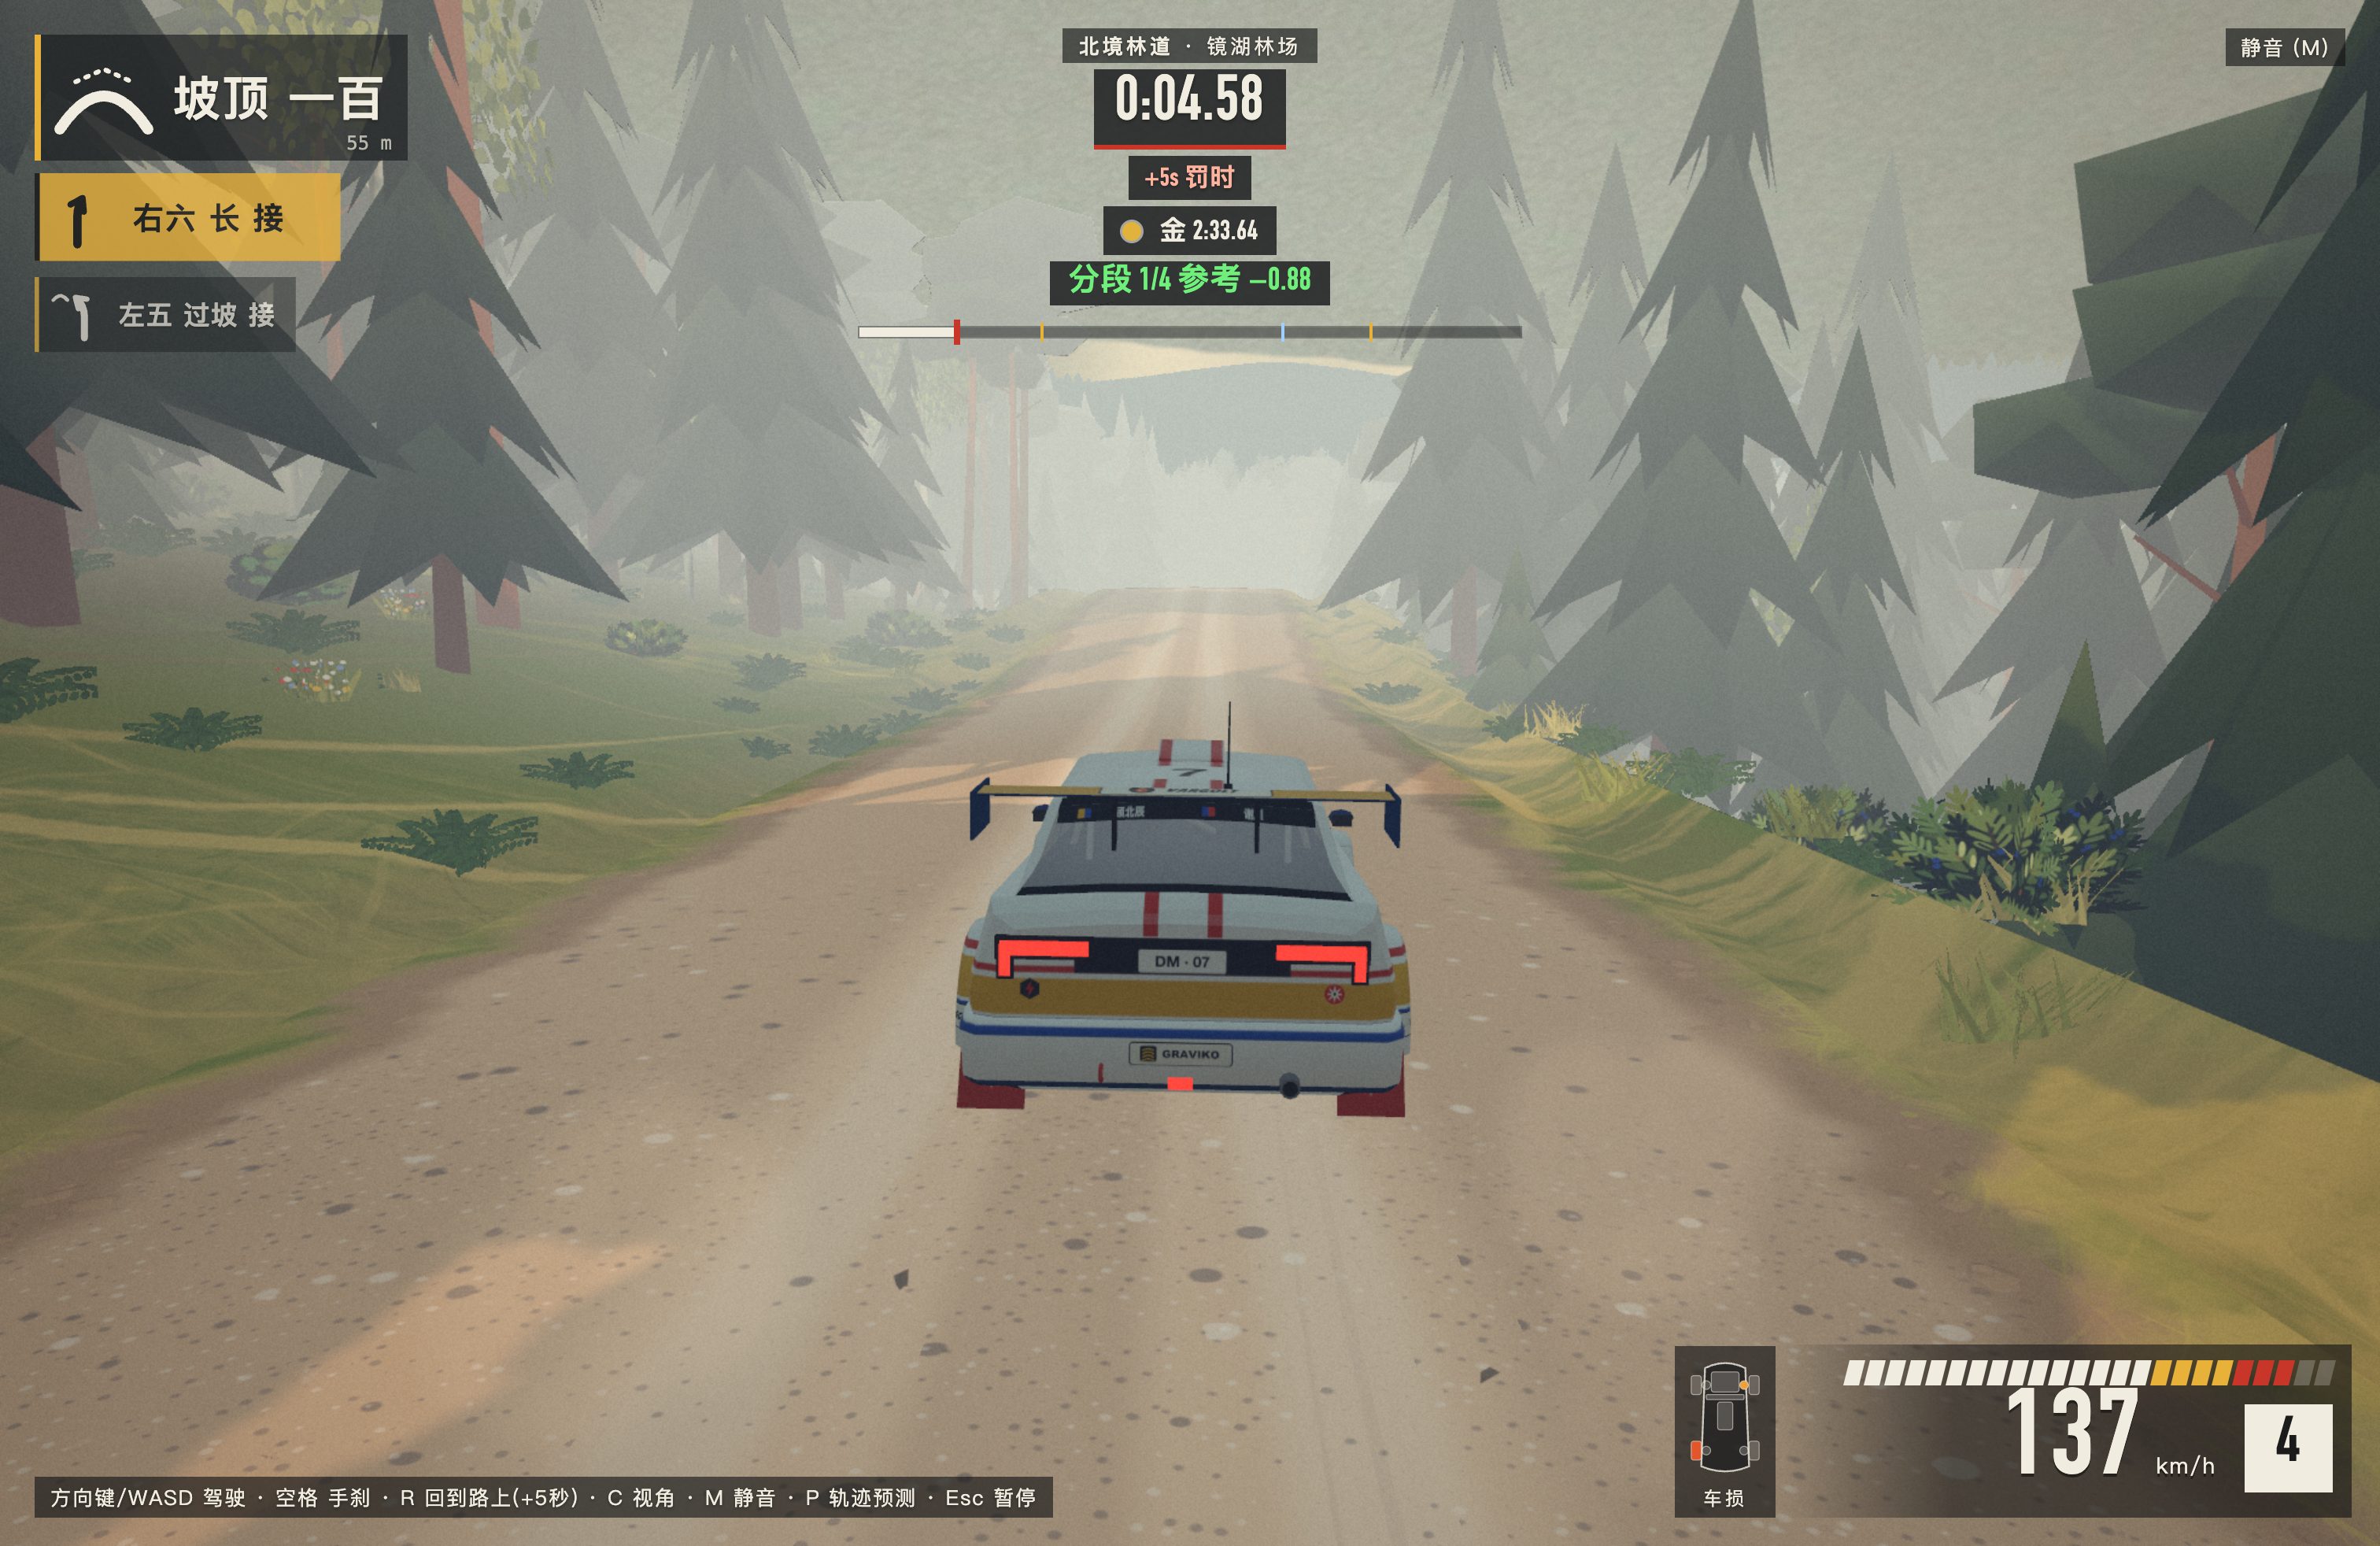 坡顶 一百
55 m
右六 长 接
左五 过坡 接
北境林道 · 镜湖林场
0:04.58
+5s 罚时
金 2:33.64
分段 1/4 参考 –0.88
静音 (M)
7
DM · 07
GRAVIKO
方向键/WASD 驾驶 · 空格 手刹 · R 回到路上(+5秒) · C 视角 · M 静音 · P 轨迹预测 · Esc 暂停
车损
137 km/h
4